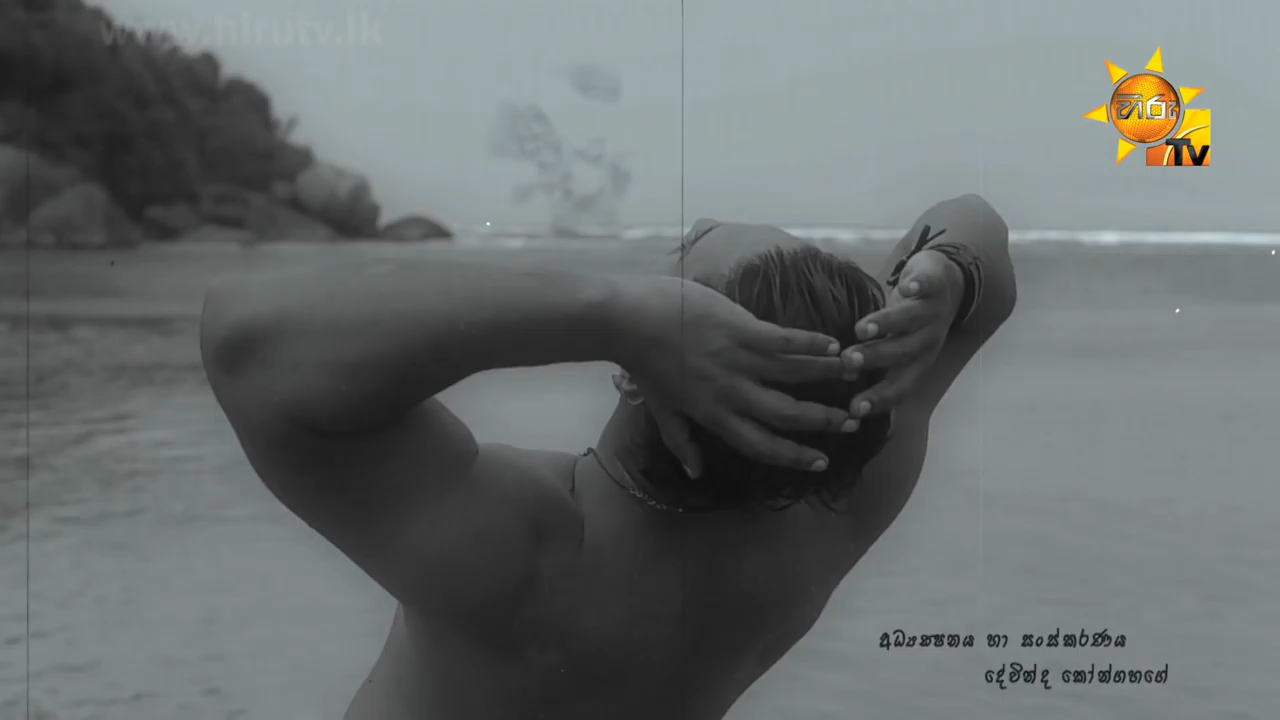 www.hirutv.lk
හිරු
TV
අධ්‍යක්ෂනය හා සංස්කරණය
දේවින්ද කෝන්ගහගේ